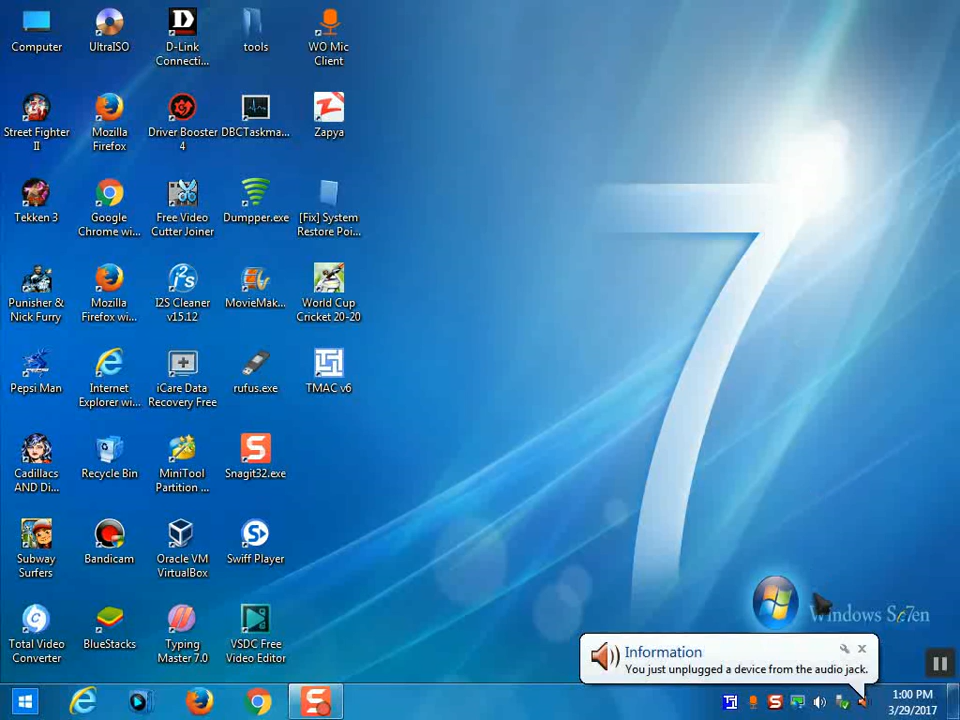 Computer
UltraISO
D-Link
Connecti...
tools
WO Mic
Client
Street Fighter
II
Mozilla
Firefox
Driver Booster
4
DBCTaskma...
Zapya
Tekken 3
Google
Chrome wi...
Free Video
Cutter Joiner
Dumpper.exe
[Fix] System
Restore Poi...
Punisher &
Nick Furry
Mozilla
Firefox wi...
I2S Cleaner
v15.12
MovieMak...
World Cup
Cricket 20-20
Pepsi Man
Internet
Explorer wi...
iCare Data
Recovery Free
rufus.exe
TMAC v6
Cadillacs
AND Di...
Recycle Bin
MiniTool
Partition ...
Snagit32.exe
Subway
Surfers
Bandicam
Oracle VM
VirtualBox
Swiff Player
Total Video
Converter
BlueStacks
Typing
Master 7.0
VSDC Free
Video Editor
7
Windows Se7en
Information
You just unplugged a device from the audio jack.
1:00 PM
3/29/2017